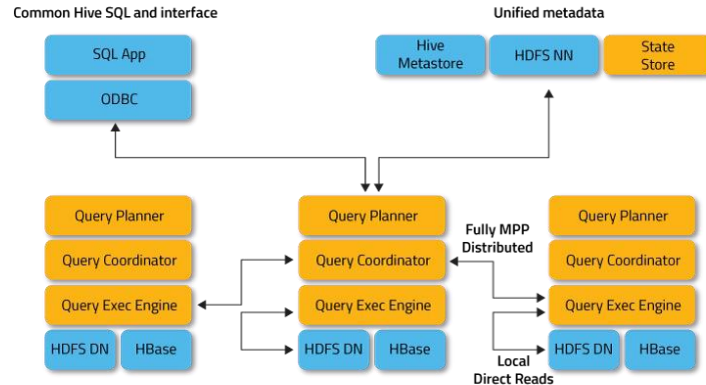 Common Hive SQL and interface
Unified metadata
SQL App
ODBC
Hive
Metastore
HDFS NN
State
Store
Query Planner
Query Coordinator
Query Exec Engine
HDFS DN
HBase
Query Planner
Query Coordinator
Query Exec Engine
HDFS DN
HBase
Fully MPP
Distributed
Local
Direct Reads
Query Planner
Query Coordinator
Query Exec Engine
HDFS DN
HBase